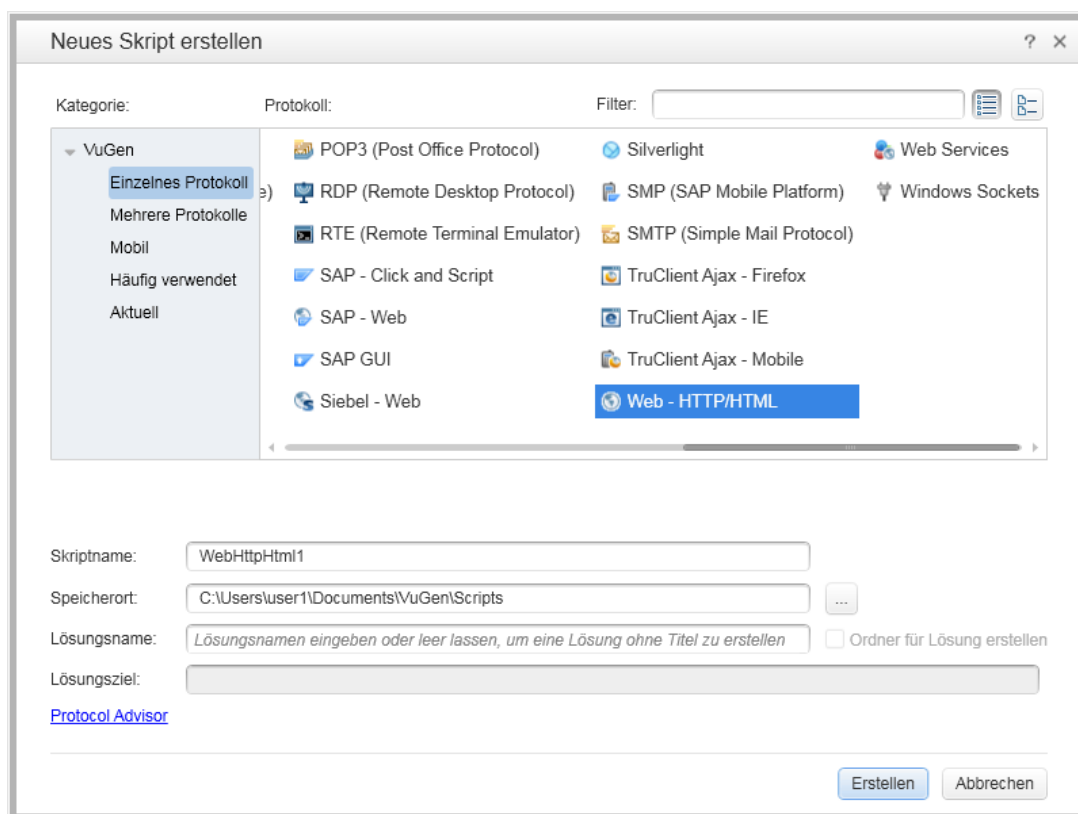 Neues Skript erstellen
? ×
Kategorie:
Protokoll:
Filter:
VuGen
Einzelnes Protokoll
Mehrere Protokolle
Mobil
Häufig verwendet
Aktuell
e)
POP3 (Post Office Protocol)
RDP (Remote Desktop Protocol)
RTE (Remote Terminal Emulator)
SAP - Click and Script
SAP - Web
SAP GUI
Siebel - Web
Silverlight
SMP (SAP Mobile Platform)
SMTP (Simple Mail Protocol)
TruClient Ajax - Firefox
TruClient Ajax - IE
TruClient Ajax - Mobile
Web - HTTP/HTML
Web Services
Windows Sockets
Skriptname: WebHttpHtml1
Speicherort: C:\Users\user1\Documents\VuGen\Scripts ...
Lösungsname: Lösungsnamen eingeben oder leer lassen, um eine Lösung ohne Titel zu erstellen Ordner für Lösung erstellen
Lösungsziel:
Protocol Advisor
Erstellen Abbrechen